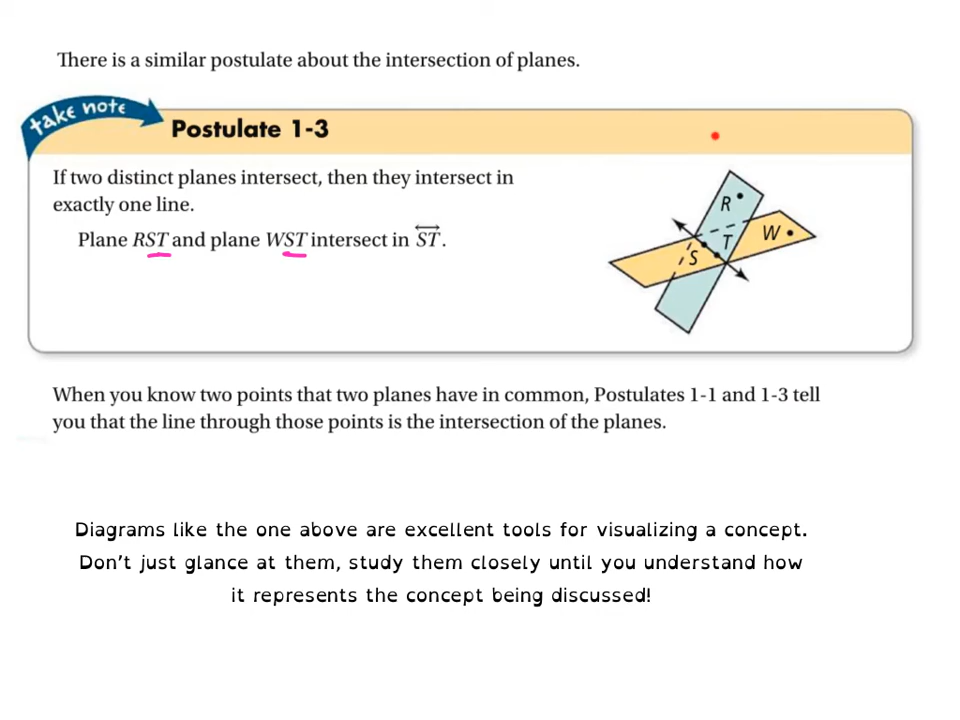 There is a similar postulate about the intersection of planes.
take note
Postulate 1-3
If two distinct planes intersect, then they intersect in
exactly one line.
Plane RST and plane WST intersect in ST.
R
W
T
S
When you know two points that two planes have in common, Postulates 1-1 and 1-3 tell
you that the line through those points is the intersection of the planes.
Diagrams like the one above are excellent tools for visualizing a concept.
Don't just glance at them, study them closely until you understand how
it represents the concept being discussed!